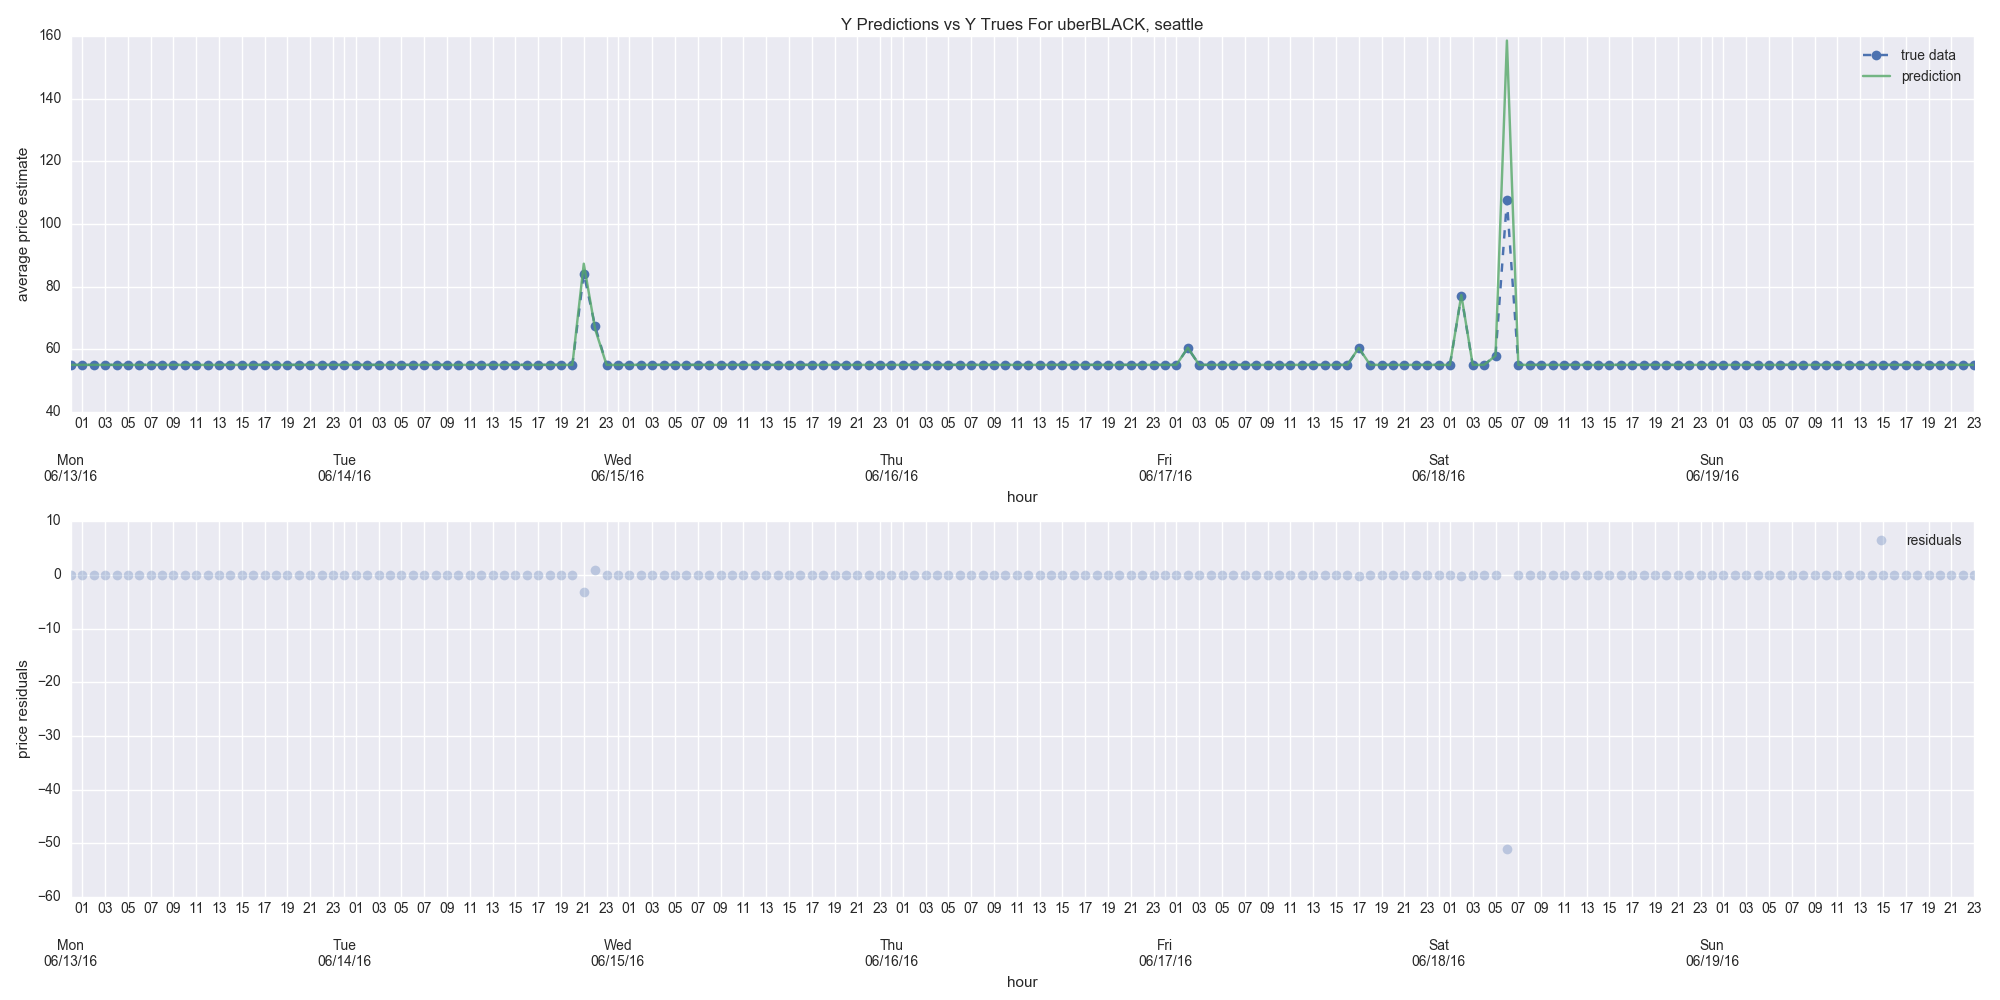 Y Predictions vs Y Trues For uberBLACK, seattle
160
140
120
100
80
60
40
average price estimate
true data
prediction
01 03 05 07 09 11 13 15 17 19 21 23 01 03 05 07 09 11 13 15 17 19 21 23 01 03 05 07 09 11 13 15 17 19 21 23 01 03 05 07 09 11 13 15 17 19 21 23 01 03 05 07 09 11 13 15 17 19 21 23 01 03 05 07 09 11 13 15 17 19 21 23 01 03 05 07 09 11 13 15 17 19 21 23
Mon Tue Wed Thu Fri Sat Sun
06/13/16 06/14/16 06/15/16 06/16/16 06/17/16 06/18/16 06/19/16
hour
10
0
−10
−20
−30
−40
−50
−60
price residuals
residuals
01 03 05 07 09 11 13 15 17 19 21 23 01 03 05 07 09 11 13 15 17 19 21 23 01 03 05 07 09 11 13 15 17 19 21 23 01 03 05 07 09 11 13 15 17 19 21 23 01 03 05 07 09 11 13 15 17 19 21 23 01 03 05 07 09 11 13 15 17 19 21 23 01 03 05 07 09 11 13 15 17 19 21 23
Mon Tue Wed Thu Fri Sat Sun
06/13/16 06/14/16 06/15/16 06/16/16 06/17/16 06/18/16 06/19/16
hour